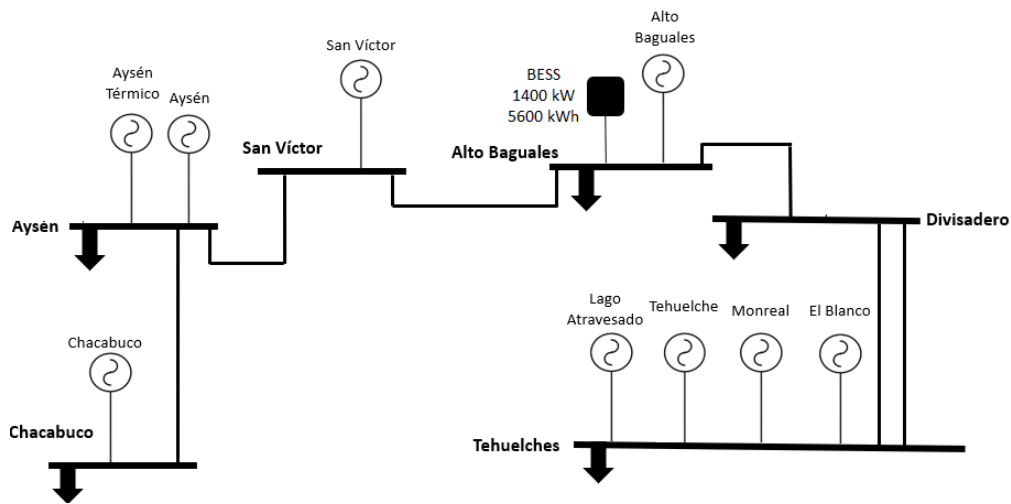 San Víctor
Alto
Baguales
Aysén
Térmico
Aysén
BESS
1400 kW
5600 kWh
San Víctor
Alto Baguales
Aysén
Divisadero
Lago
Atravesado
Tehuelche
Monreal
El Blanco
Chacabuco
Chacabuco
Tehuelches